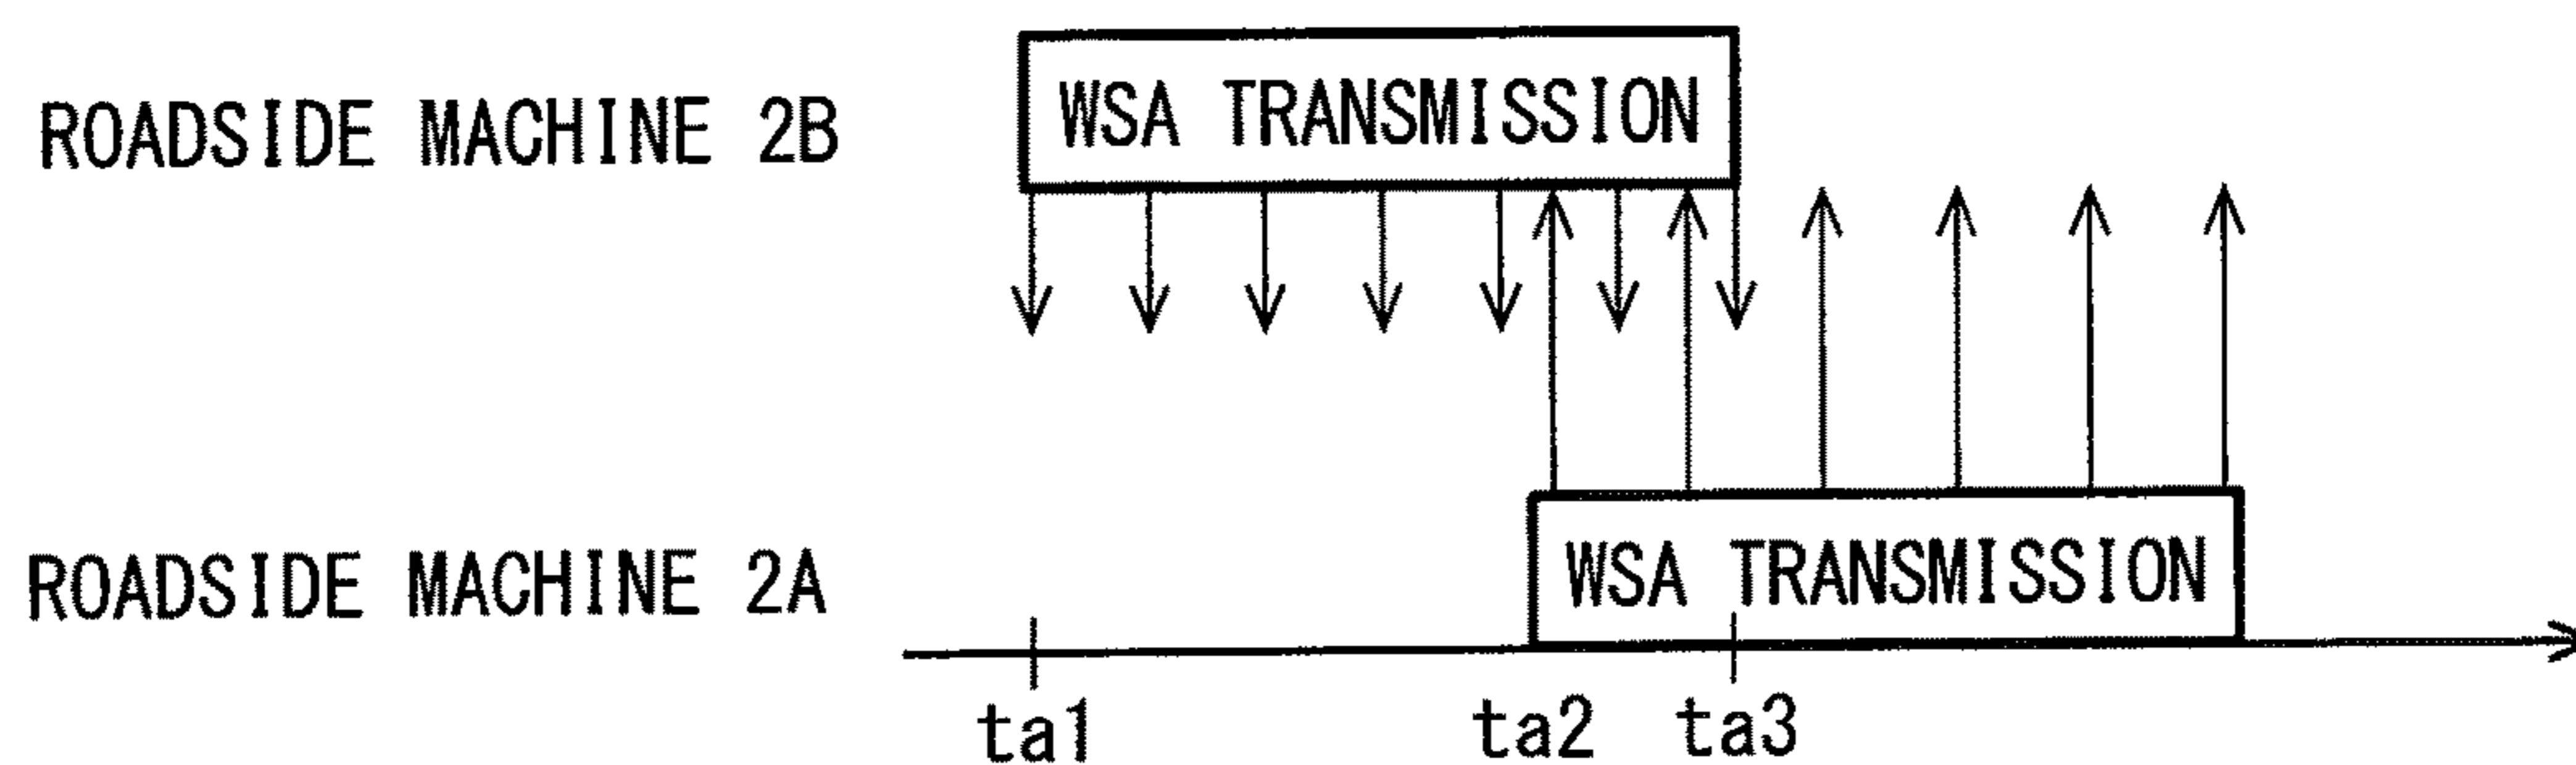 ROADSIDE MACHINE 2B
WSA TRANSMISSION
ROADSIDE MACHINE 2A
WSA TRANSMISSION
ta1 ta2 ta3